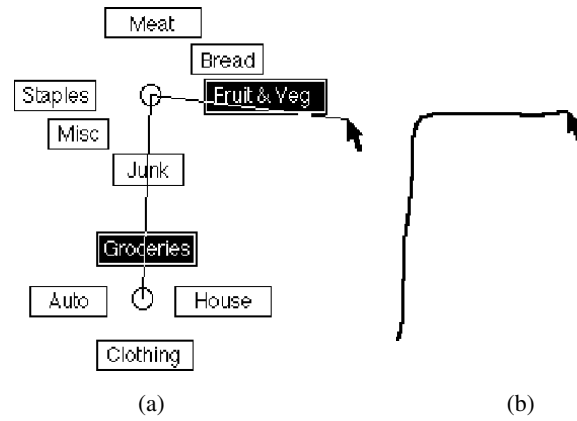 Meat
Bread
Staples
Fruit & Veg
Misc
Junk
Groceries
Auto
House
Clothing
(a)
(b)